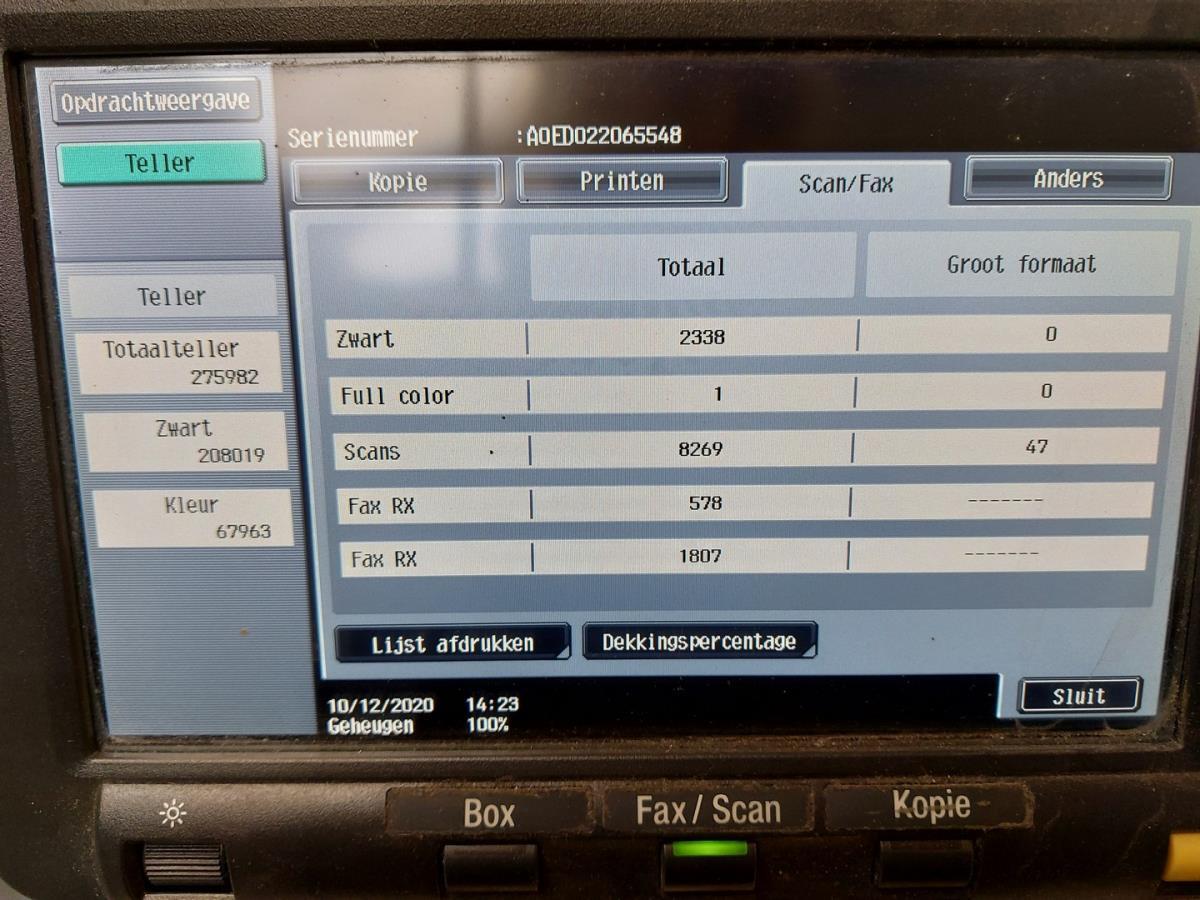 Opdrachtweergave
Teller
Serienummer :A0ED022065548
Kopie Printen Scan/Fax Anders
Totaal Groot formaat
Teller
Totaalteller
275982
Zwart
208019
Kleur
67963
Zwart 2338 0
Full color 1 0
Scans 8269 47
Fax RX 578 -------
Fax RX 1807 -------
Lijst afdrukken Dekkingspercentage
10/12/2020 14:23
Geheugen 100%
Sluit
Box Fax/Scan Kopie